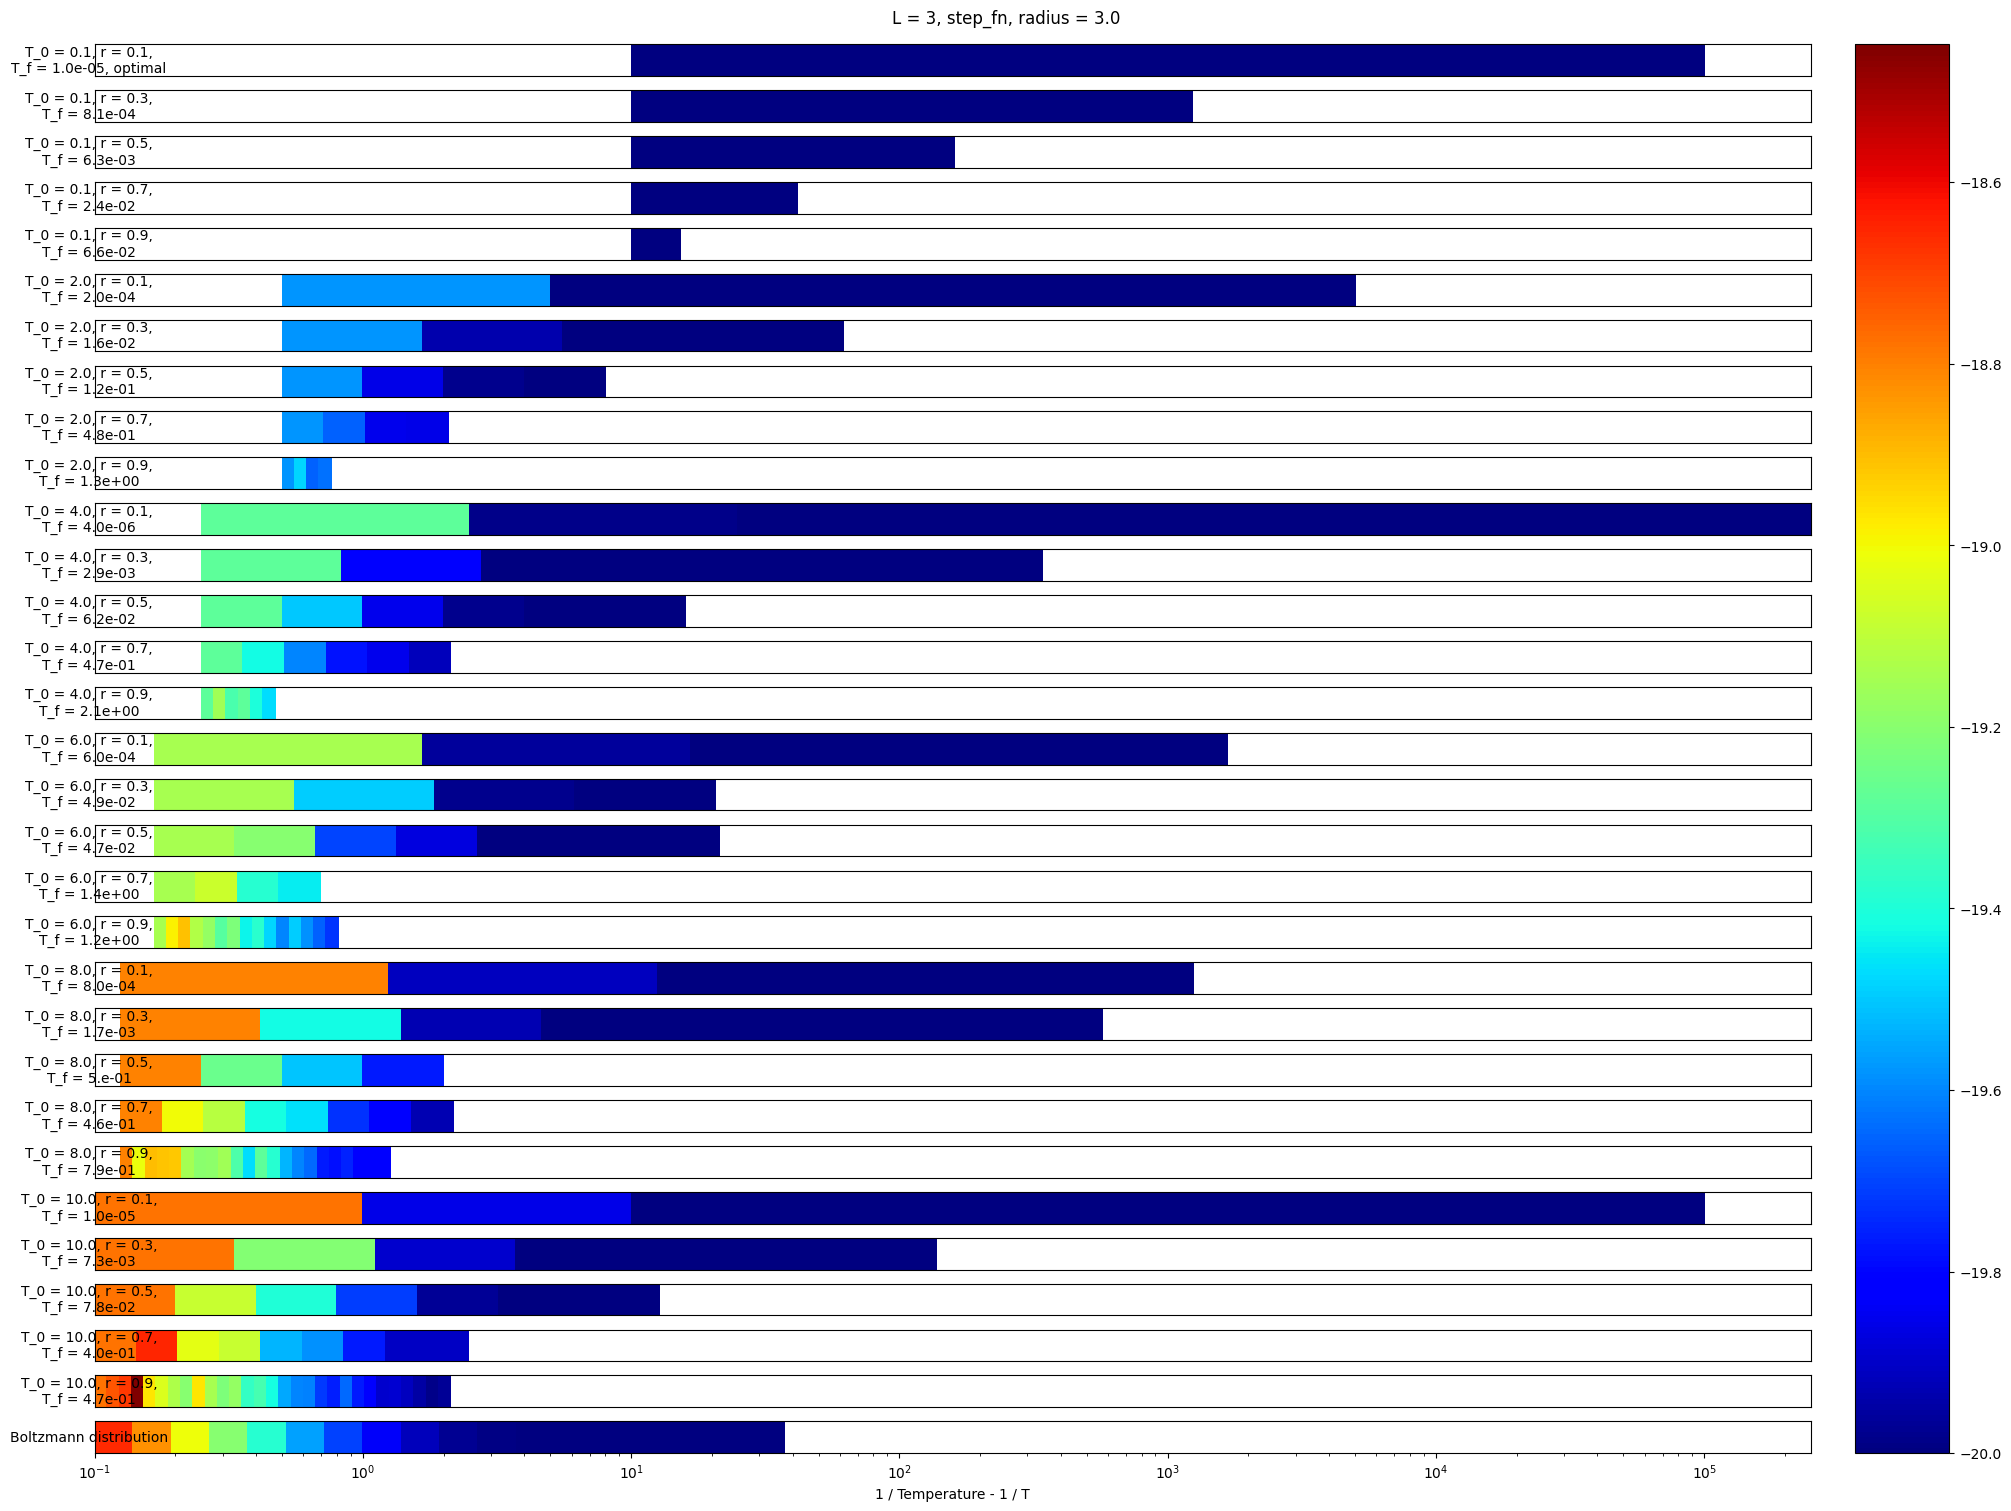 L = 3, step_fn, radius = 3.0
T_0 = 0.1, r = 0.1,
T_f = 1.0e-05, optimal
T_0 = 0.1, r = 0.3,
T_f = 8.1e-04
T_0 = 0.1, r = 0.5,
T_f = 6.3e-03
T_0 = 0.1, r = 0.7,
T_f = 2.4e-02
T_0 = 0.1, r = 0.9,
T_f = 6.6e-02
T_0 = 2.0, r = 0.1,
T_f = 2.0e-04
T_0 = 2.0, r = 0.3,
T_f = 1.6e-02
T_0 = 2.0, r = 0.5,
T_f = 1.2e-01
T_0 = 2.0, r = 0.7,
T_f = 4.8e-01
T_0 = 2.0, r = 0.9,
T_f = 1.3e+00
T_0 = 4.0, r = 0.1,
T_f = 4.0e-06
T_0 = 4.0, r = 0.3,
T_f = 2.9e-03
T_0 = 4.0, r = 0.5,
T_f = 6.2e-02
T_0 = 4.0, r = 0.7,
T_f = 4.7e-01
T_0 = 4.0, r = 0.9,
T_f = 2.1e+00
T_0 = 6.0, r = 0.1,
T_f = 6.0e-04
T_0 = 6.0, r = 0.3,
T_f = 4.9e-02
T_0 = 6.0, r = 0.5,
T_f = 4.7e-02
T_0 = 6.0, r = 0.7,
T_f = 1.4e+00
T_0 = 6.0, r = 0.9,
T_f = 1.2e+00
T_0 = 8.0, r = 0.1,
T_f = 8.0e-04
T_0 = 8.0, r = 0.3,
T_f = 1.7e-03
T_0 = 8.0, r = 0.5,
T_f = 5.e-01
T_0 = 8.0, r = 0.7,
T_f = 4.6e-01
T_0 = 8.0, r = 0.9,
T_f = 7.9e-01
T_0 = 10.0, r = 0.1,
T_f = 1.0e-05
T_0 = 10.0, r = 0.3,
T_f = 7.3e-03
T_0 = 10.0, r = 0.5,
T_f = 7.8e-02
T_0 = 10.0, r = 0.7,
T_f = 4.0e-01
T_0 = 10.0, r = 0.9,
T_f = 4.7e-01
Boltzmann distribution
10⁻¹ 10⁰ 10¹ 10² 10³ 10⁴ 10⁵
1 / Temperature - 1 / T
−18.6
−18.8
−19.0
−19.2
−19.4
−19.6
−19.8
−20.0